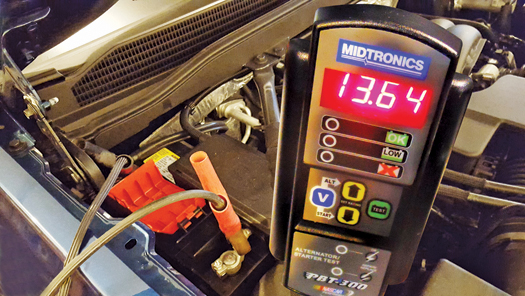 MIDTRONICS
13.64
OK
LOW
ALT
V
START
TEST
ALTERNATOR/
STARTER TEST
PBT-300